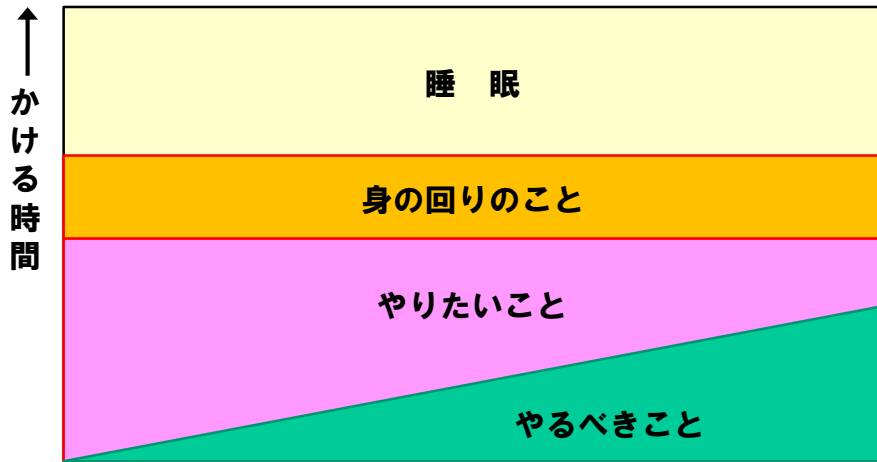 かける時間
睡　眠
身の回りのこと
やりたいこと
やるべきこと